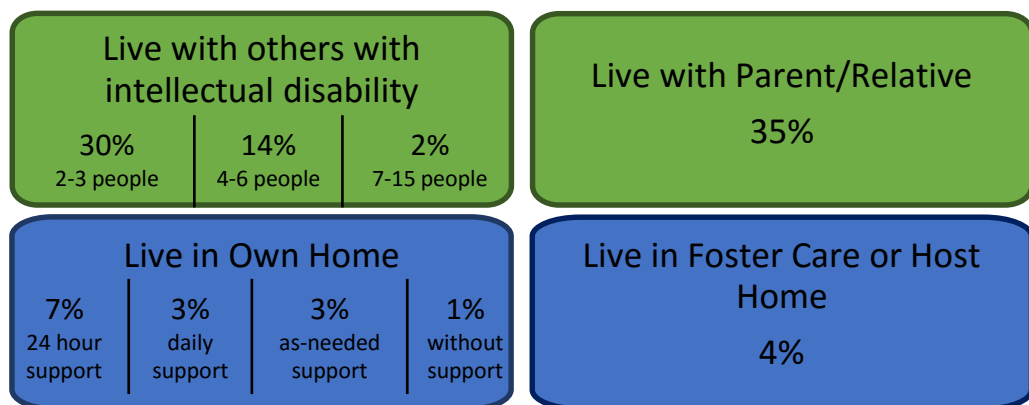 Live with others with
intellectual disability
30%
2-3 people
14%
4-6 people
2%
7-15 people
Live with Parent/Relative
35%
Live in Own Home
7%
24 hour
support
3%
daily
support
3%
as-needed
support
1%
without
support
Live in Foster Care or Host
Home
4%